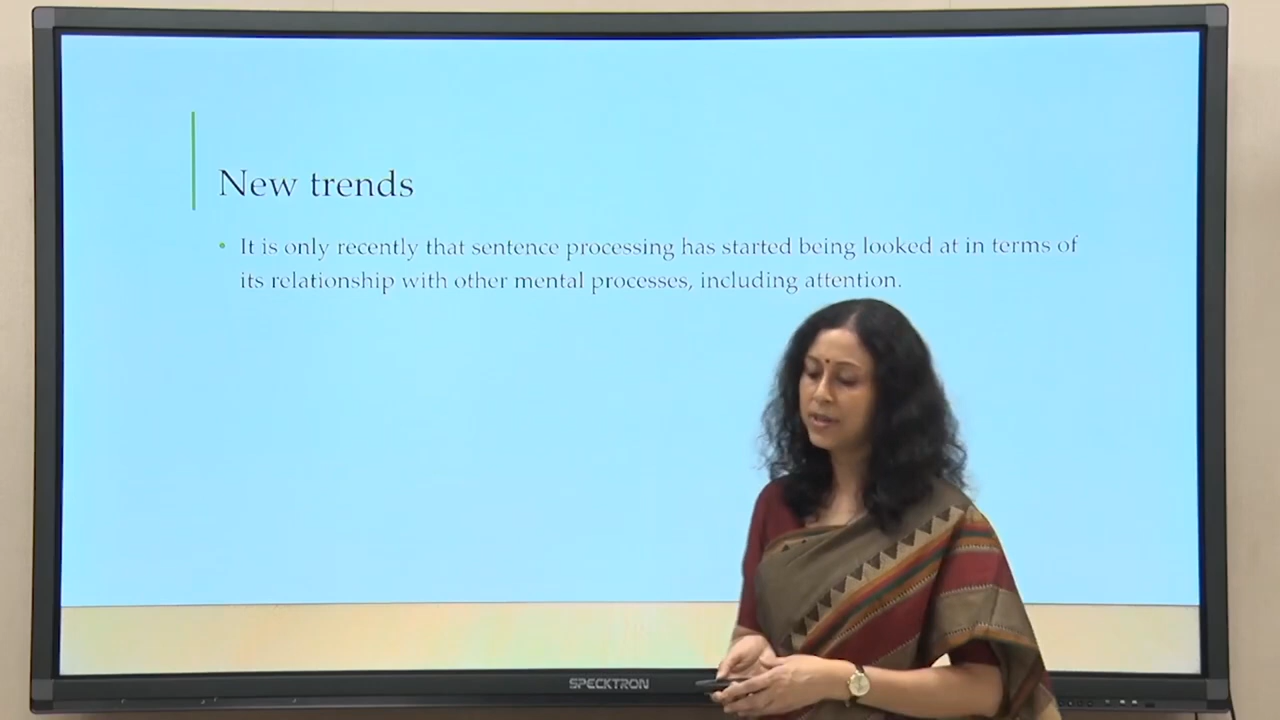 New trends
• It is only recently that sentence processing has started being looked at in terms of
its relationship with other mental processes, including attention.
SPECKTRON